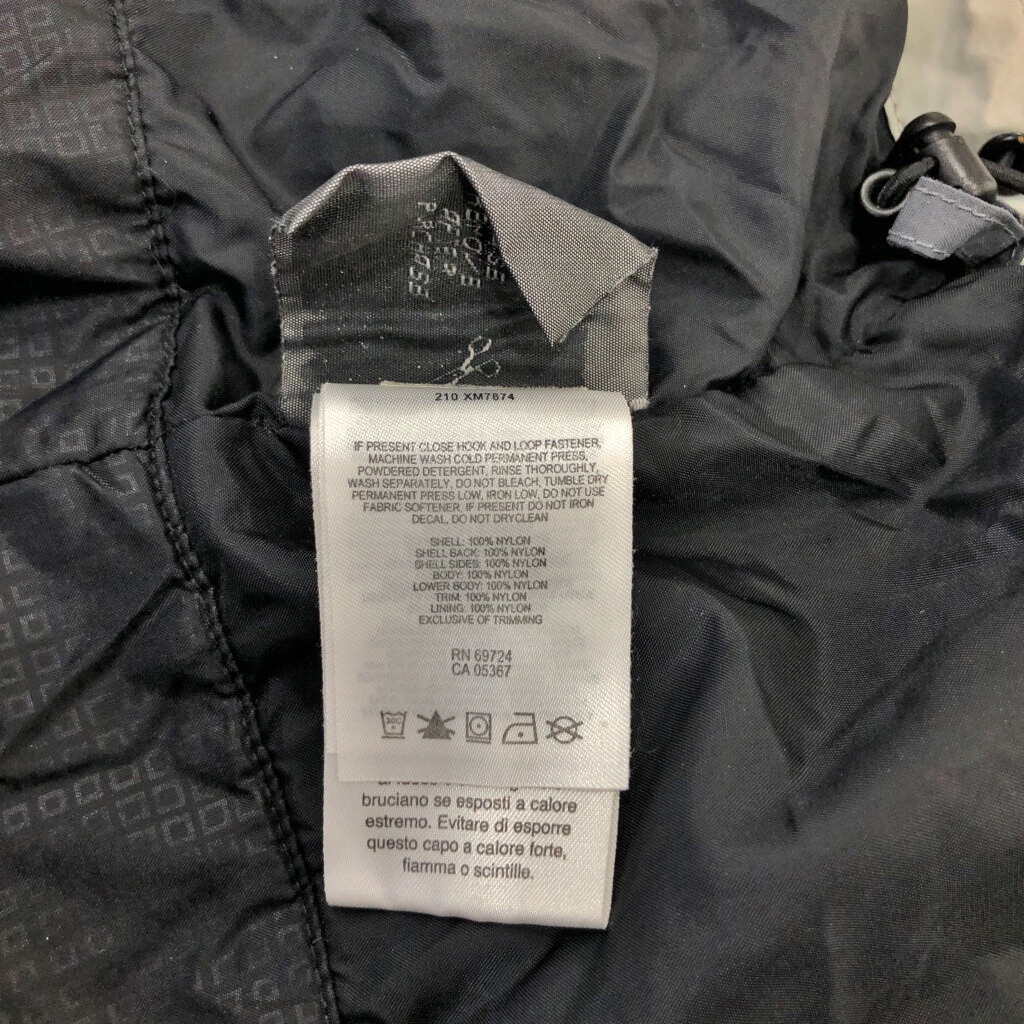 210 XM7874
IF PRESENT CLOSE HOOK AND LOOP FASTENER,
MACHINE WASH COLD PERMANENT PRESS,
POWDERED DETERGENT, RINSE THOROUGHLY,
WASH SEPARATELY, DO NOT BLEACH, TUMBLE DRY
PERMANENT PRESS LOW, IRON LOW, DO NOT USE
FABRIC SOFTENER, IF PRESENT DO NOT IRON
DECAL, DO NOT DRYCLEAN
SHELL: 100% NYLON
SHELL BACK: 100% NYLON
SHELL SIDES: 100% NYLON
BODY: 100% NYLON
LOWER BODY: 100% NYLON
TRIM: 100% NYLON
LINING: 100% NYLON
EXCLUSIVE OF TRIMMING
RN 69724
CA 05367
30C
bruciano se esposti a calore
estremo. Evitare di esporre
questo capo a calore forte,
fiamma o scintille.